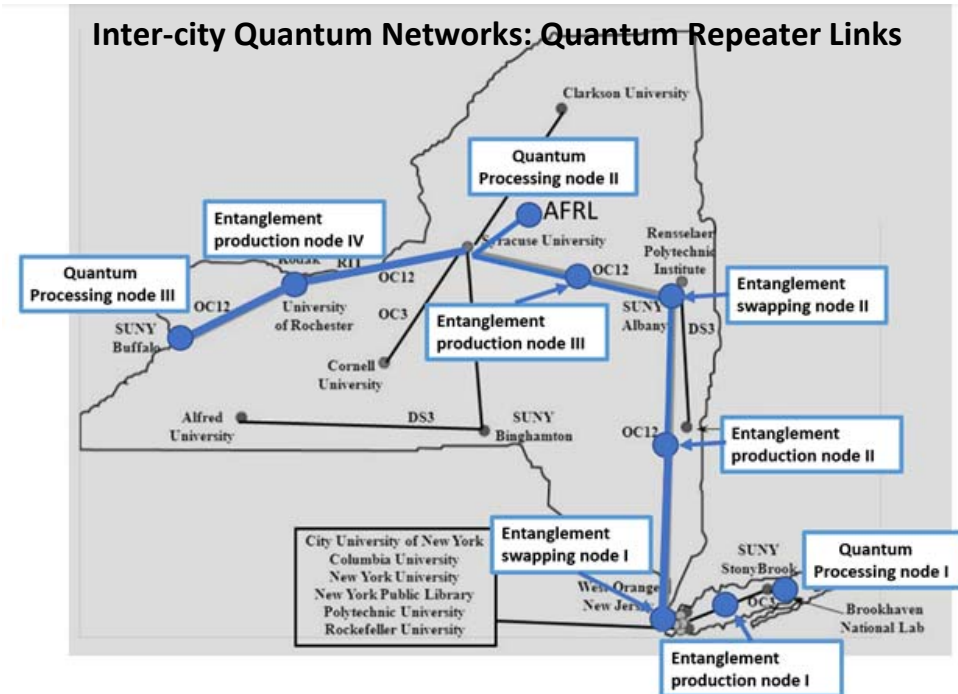 Inter-city Quantum Networks: Quantum Repeater Links
Clarkson University
Quantum
Processing node II
AFRL
Entanglement
production node IV
Syracuse University
Rensselaer
Polytechnic
Institute
Kodak
RIT
OC12
OC12
Quantum
Processing node III
OC12
University
of Rochester
OC3
Entanglement
swapping node II
SUNY
Albany
SUNY
Buffalo
Entanglement
production node III
DS3
Cornell
University
Alfred
University
DS3
SUNY
Binghamton
OC12
Entanglement
production node II
Entanglement
swapping node I
City University of New York
Columbia University
New York University
New York Public Library
Polytechnic University
Rockefeller University
SUNY
StonyBrook
Quantum
Processing node I
West Orange
New Jersey
Brookhaven
National Lab
Entanglement
production node I